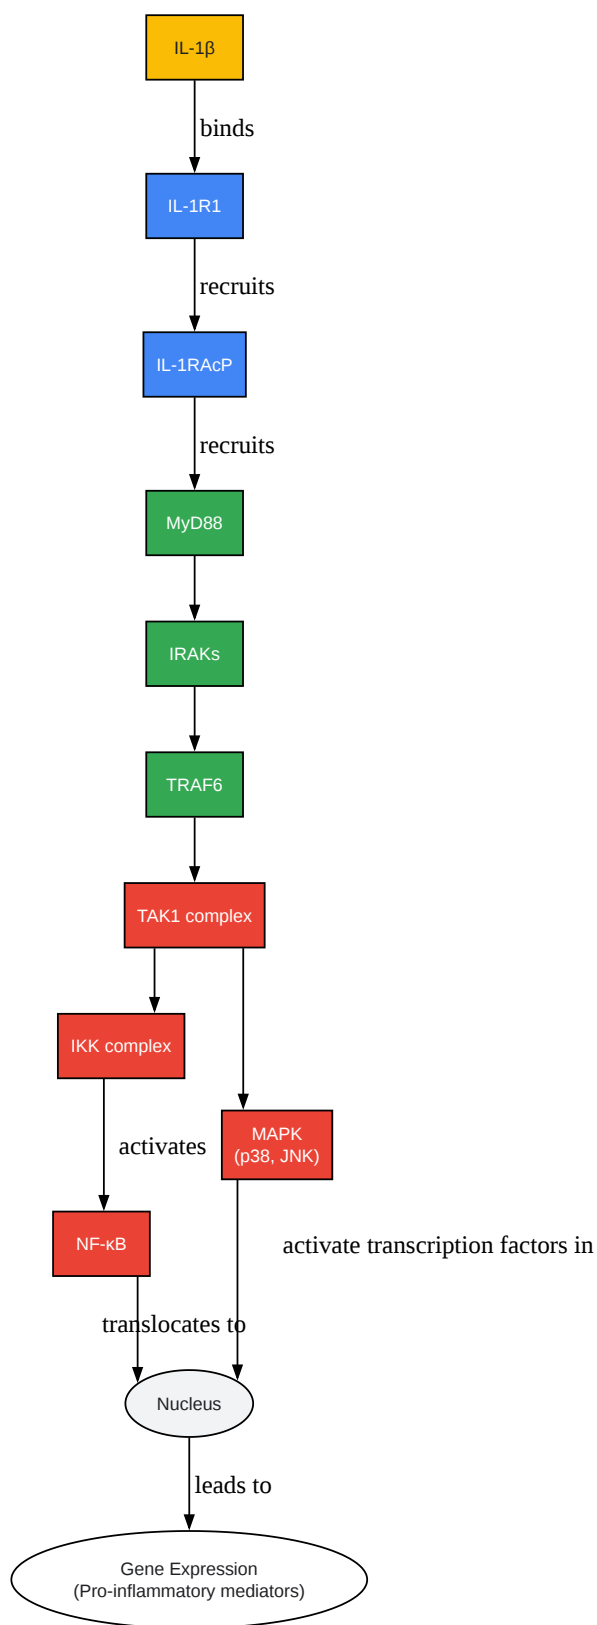 IL-1β
binds
IL-1R1
recruits
IL-1RAcP
recruits
MyD88
IRAKs
TRAF6
TAK1 complex
IKK complex
MAPK
(p38, JNK)
activates
NF-κB
activate transcription factors in
translocates to
Nucleus
leads to
Gene Expression
(Pro-inflammatory mediators)